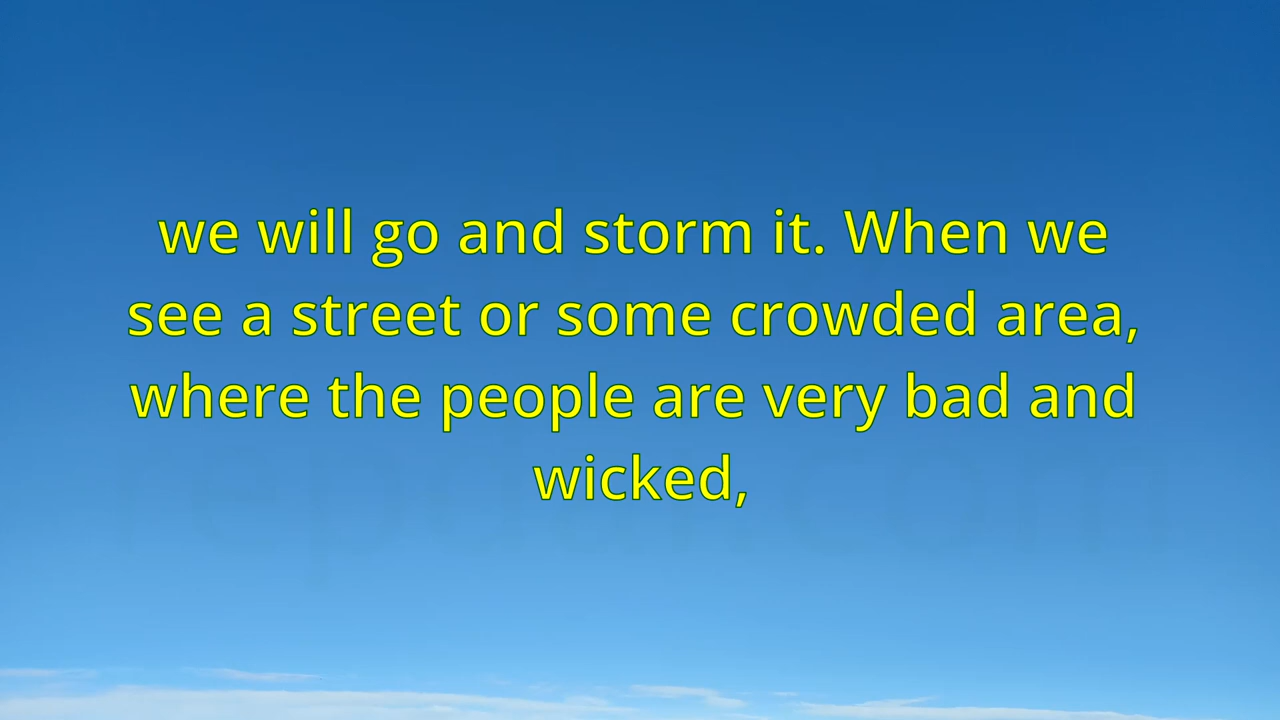 we will go and storm it. When we
see a street or some crowded area,
where the people are very bad and
wicked,